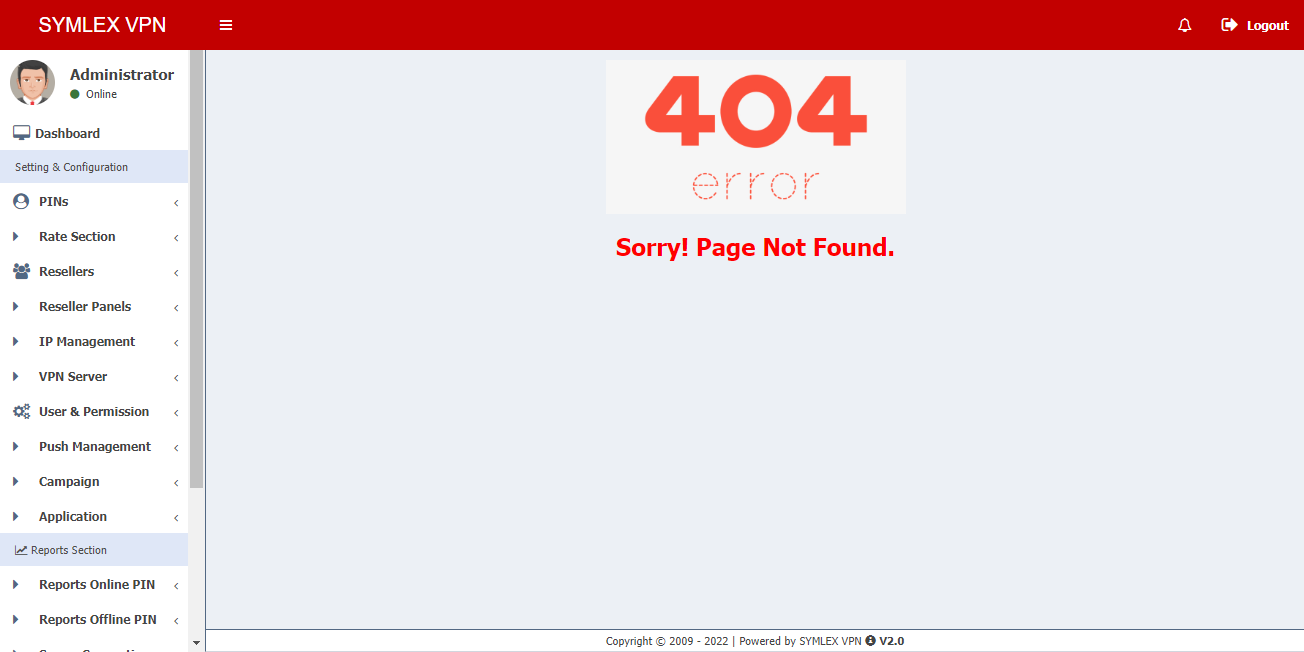 SYMLEX VPN
Logout
Administrator
Online
Dashboard
Setting & Configuration
PINs
Rate Section
Resellers
Reseller Panels
IP Management
VPN Server
User & Permission
Push Management
Campaign
Application
Reports Section
Reports Online PIN
Reports Offline PIN
404
error
Sorry! Page Not Found.
Copyright © 2009 - 2022 | Powered by SYMLEX VPN V2.0